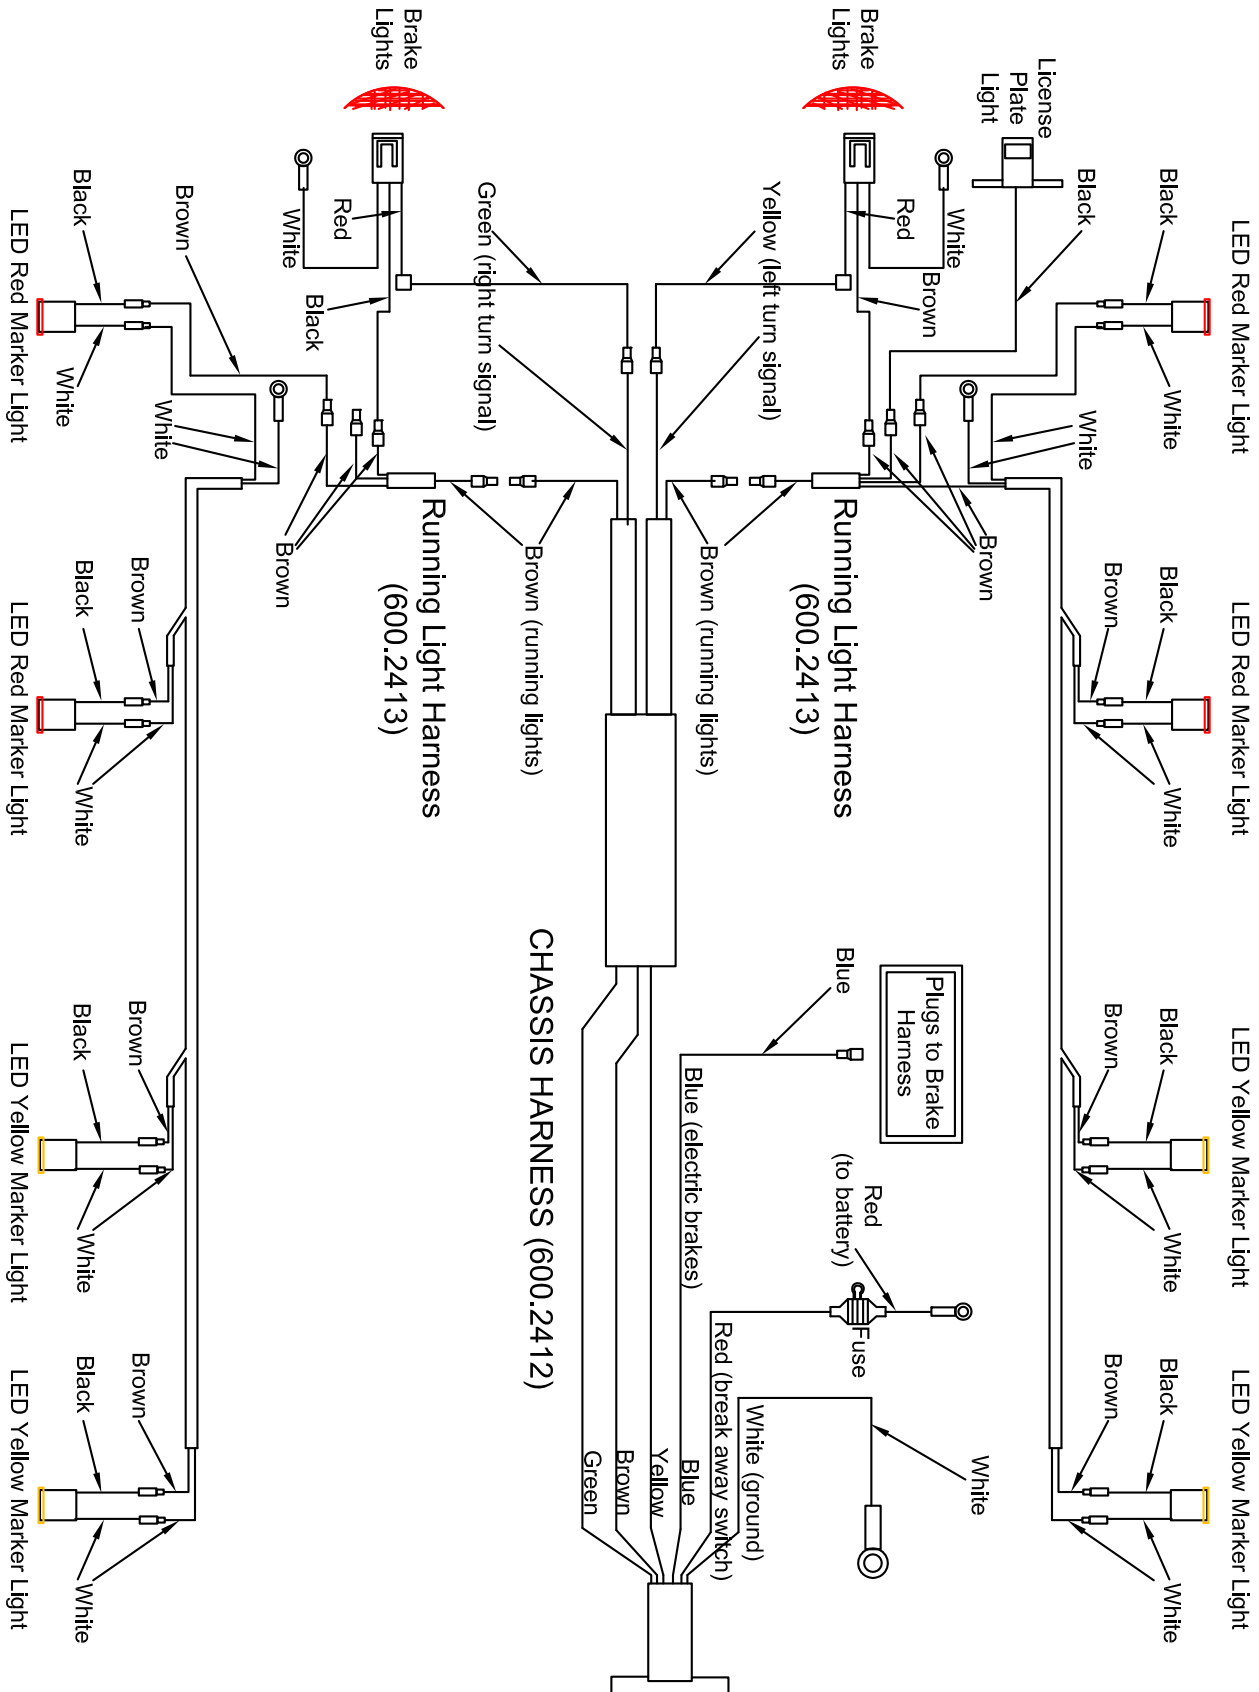 Brake
Lights
Brake
Lights
License
Plate
Light
Black
Brown
White
Red
Green (right turn signal)
Yellow (left turn signal)
Red
White
Black
Black
LED Red Marker Light
White
White
Black
Brown
White
White
LED Red Marker Light
Brown
Running Light Harness
(600.2413)
Brown (running lights)
Brown (running lights)
Running Light Harness
(600.2413)
Brown
LED Red Marker Light
Black
Brown
White
Brown
Black
White
LED Red Marker Light
CHASSIS HARNESS (600.2412)
Blue
Plugs to Brake
Harness
LED Yellow Marker Light
Black
Brown
White
Blue (electric brakes)
Red
(to battery)
Fuse
Brown
Black
White
LED Yellow Marker Light
LED Yellow Marker Light
Black
Brown
White
Green
Brown
Yellow
Blue
Red (break away switch)
White (ground)
White
Brown
Black
White
LED Yellow Marker Light